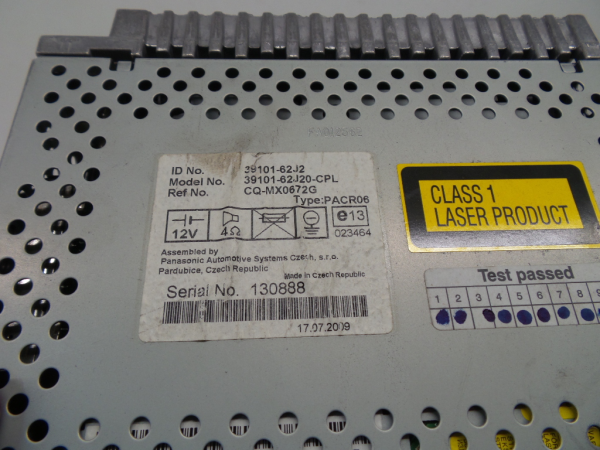 ID No. 39101-62J2
Model No. 39101-62J20-CPL
Ref No. CQ-MX0672G
Type:PACR06
12V
4Ω
e13
023464
Assembled by
Panasonic Automotive Systems Czech, s.r.o.
Pardubice, Czech Republic
Made in Czech Republic
Serial No. 130888
17.07.2009
CLASS 1
LASER PRODUCT
Test passed
1 2 3 4 5 6 7 8 9